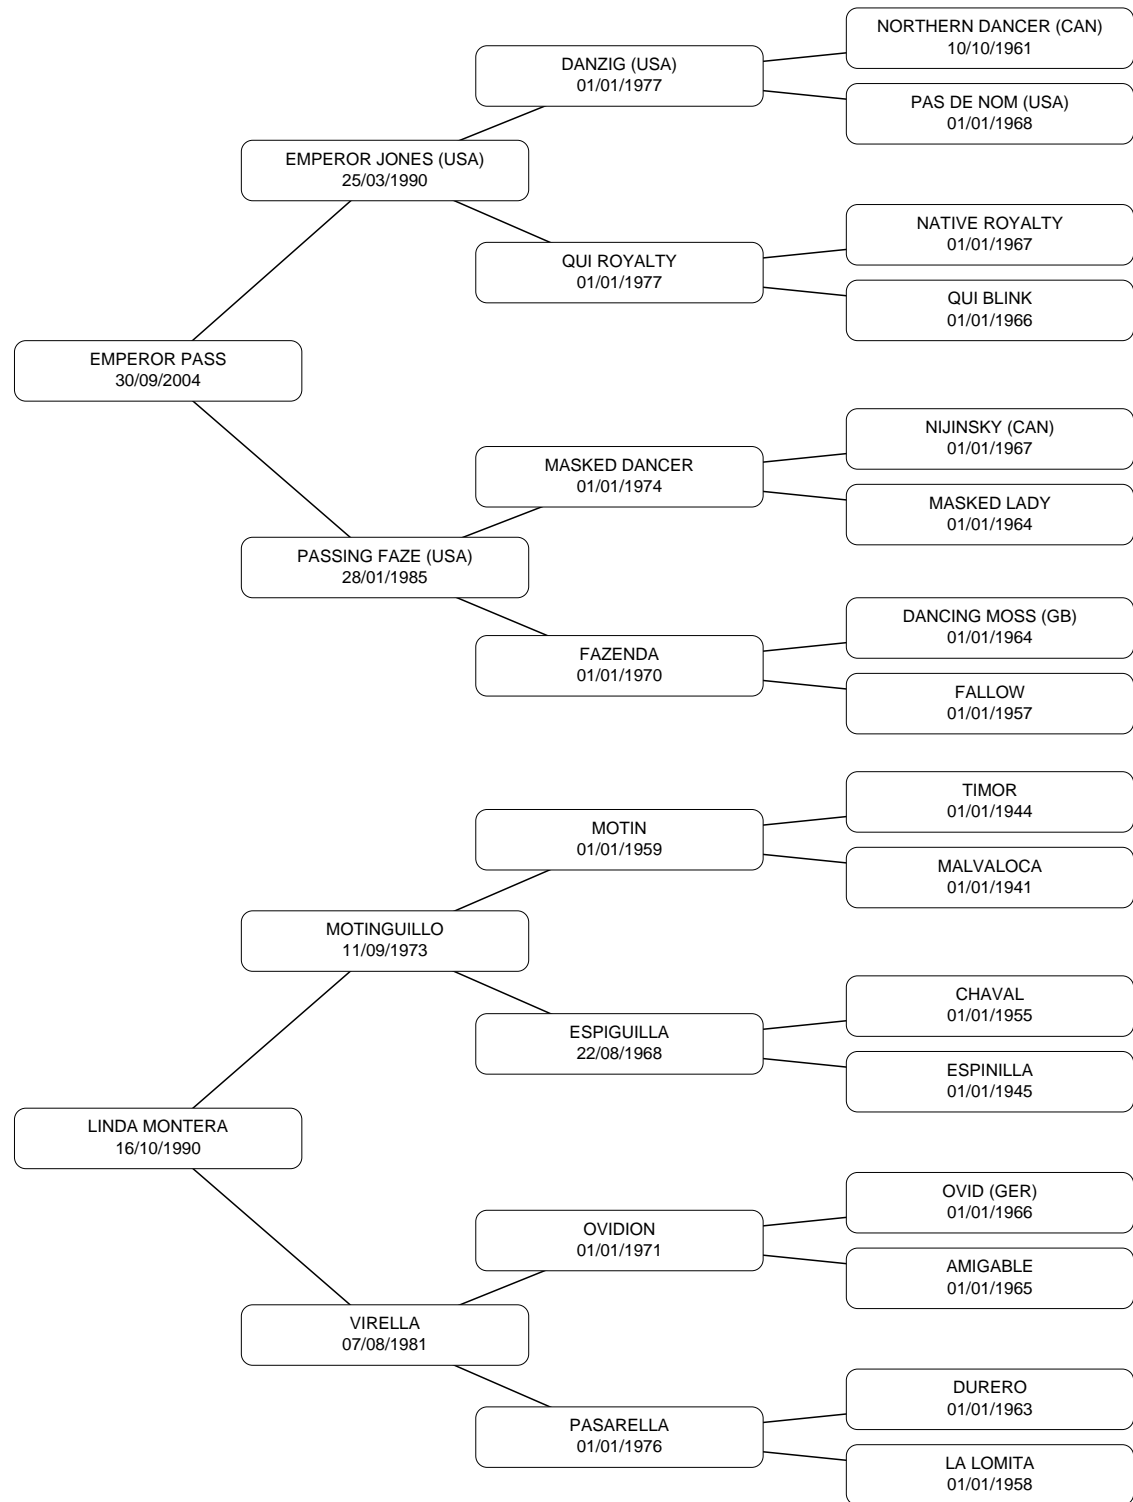 NORTHERN DANCER (CAN)
10/10/1961
DANZIG (USA)
01/01/1977
PAS DE NOM (USA)
01/01/1968
EMPEROR JONES (USA)
25/03/1990
NATIVE ROYALTY
01/01/1967
QUI ROYALTY
01/01/1977
QUI BLINK
01/01/1966
EMPEROR PASS
30/09/2004
NIJINSKY (CAN)
01/01/1967
MASKED DANCER
01/01/1974
MASKED LADY
01/01/1964
PASSING FAZE (USA)
28/01/1985
DANCING MOSS (GB)
01/01/1964
FAZENDA
01/01/1970
FALLOW
01/01/1957
TIMOR
01/01/1944
MOTIN
01/01/1959
MALVALOCA
01/01/1941
MOTINGUILLO
11/09/1973
CHAVAL
01/01/1955
ESPIGUILLA
22/08/1968
ESPINILLA
01/01/1945
LINDA MONTERA
16/10/1990
OVID (GER)
01/01/1966
OVIDION
01/01/1971
AMIGABLE
01/01/1965
VIRELLA
07/08/1981
DURERO
01/01/1963
PASARELLA
01/01/1976
LA LOMITA
01/01/1958